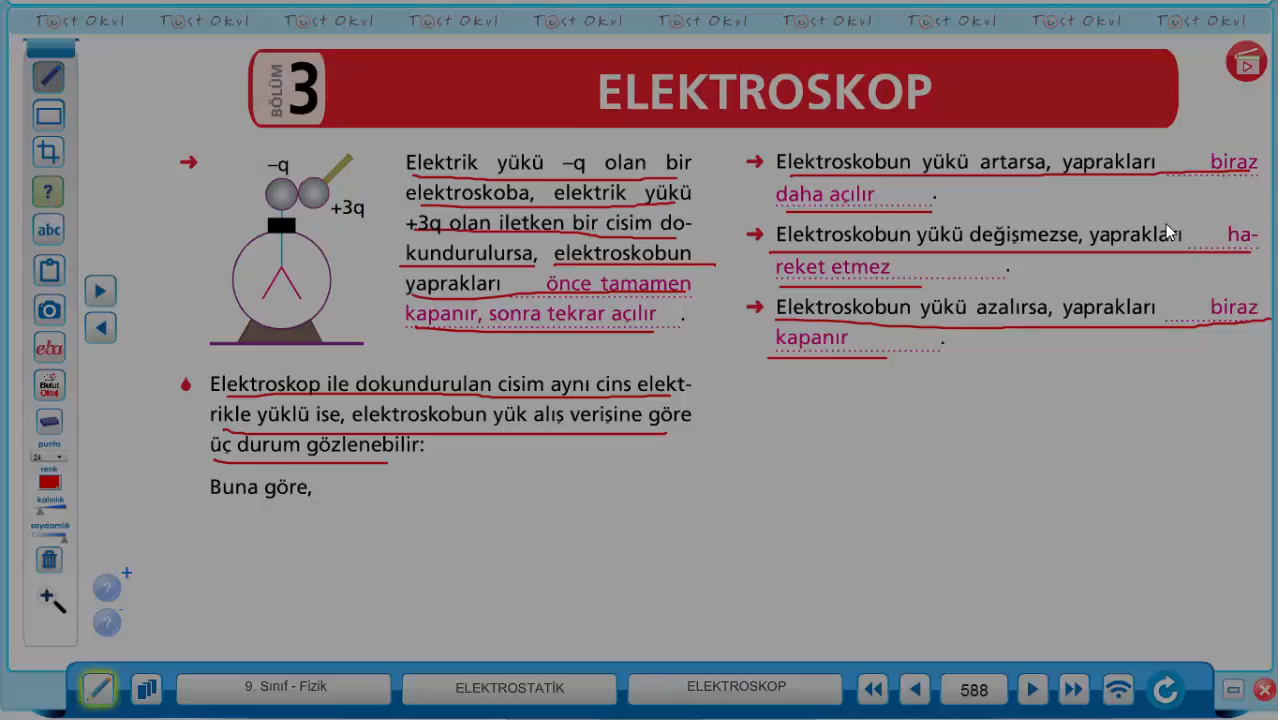 Test Okul Test Okul Test Okul Test Okul Test Okul Test Okul Test Okul Test Okul Test Okul Test Okul
BÖLÜM
3
ELEKTROSKOP
–q
+3q
Elektrik yükü –q olan bir
elektroskoba, elektrik yükü
+3q olan iletken bir cisim do-
kundurulursa, elektroskobun
yaprakları önce tamamen
kapanır, sonra tekrar açılır .
Elektroskop ile dokundurulan cisim aynı cins elekt-
rikle yüklü ise, elektroskobun yük alış verişine göre
üç durum gözlenebilir:
Buna göre,
Elektroskobun yükü artarsa, yaprakları biraz
daha açılır .
Elektroskobun yükü değişmezse, yaprakları ha-
reket etmez .
Elektroskobun yükü azalırsa, yaprakları biraz
kapanır .
?
abc
eba
Bulut
Okul
punto
24
renk
kalınlık
saydamlık
? +
? -
9. Sınıf - Fizik
ELEKTROSTATİK
ELEKTROSKOP
588